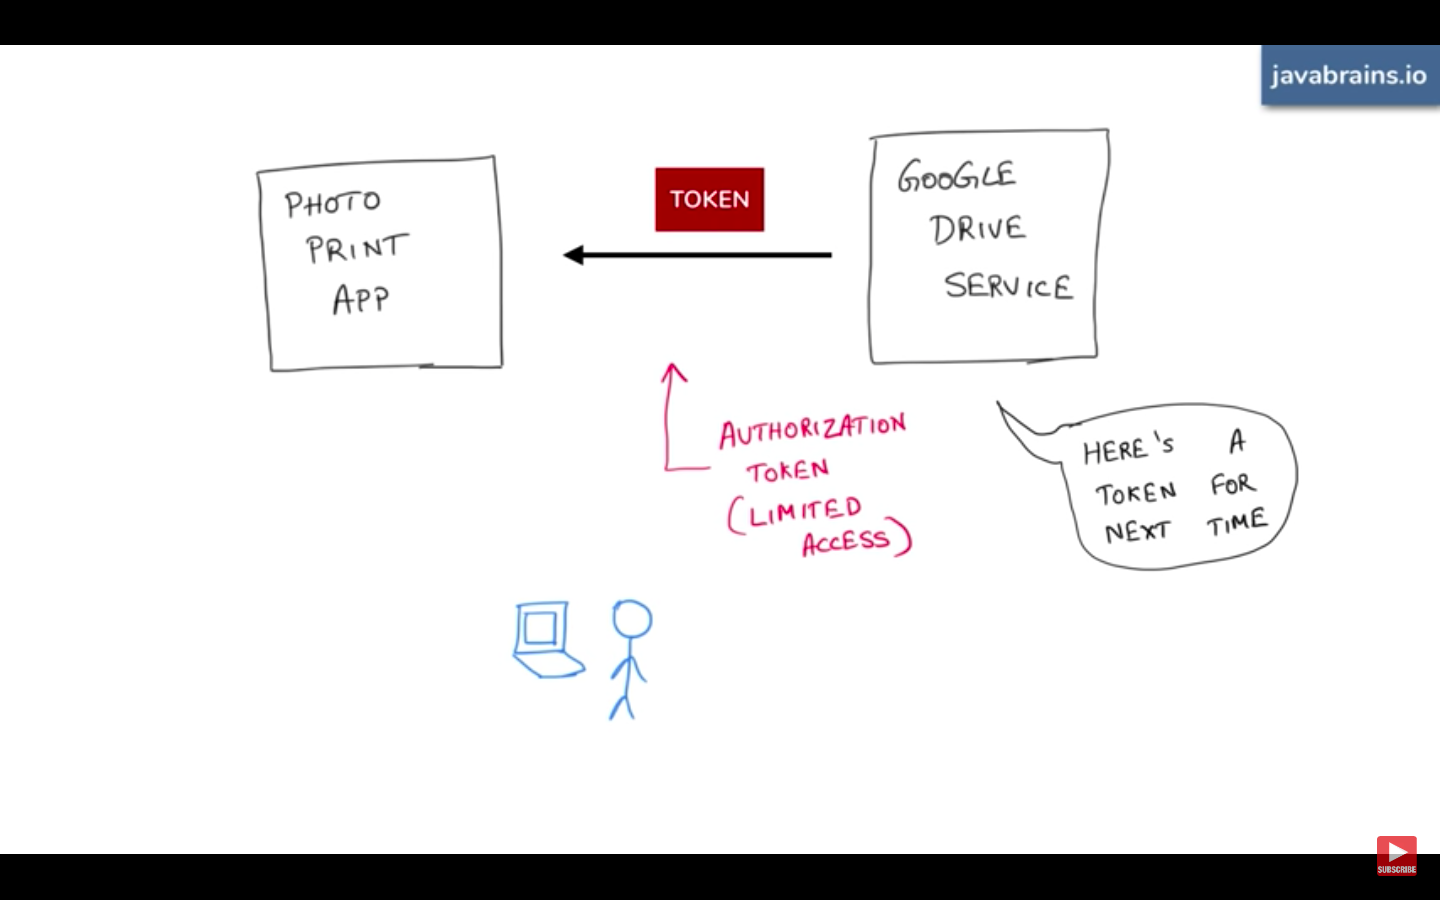 javabrains.io
PHOTO
PRINT
APP
TOKEN
GOOGLE
DRIVE
SERVICE
AUTHORIZATION
TOKEN
(LIMITED
ACCESS)
HERE'S A
TOKEN FOR
NEXT TIME
SUBSCRIBE